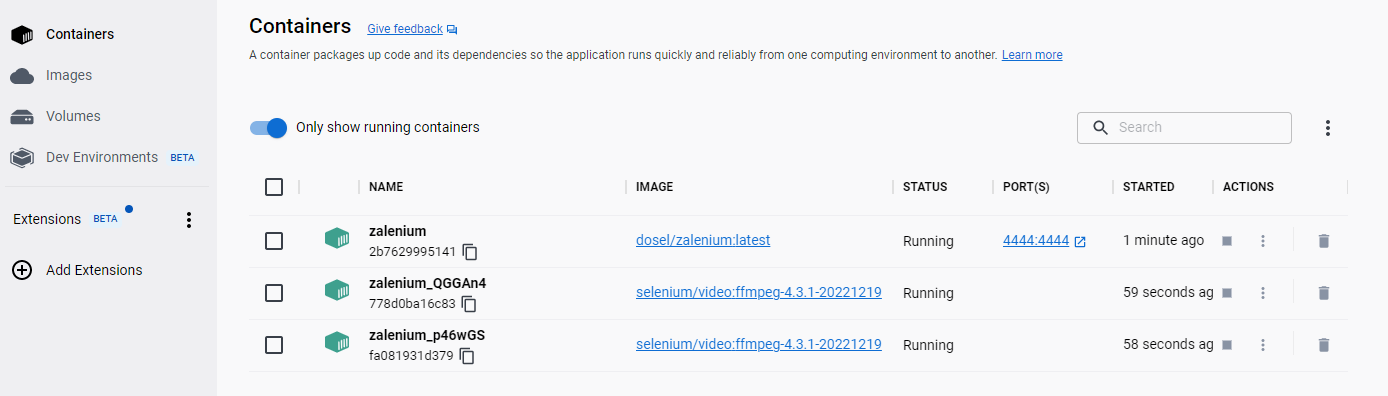 Containers
Images
Volumes
Dev Environments BETA
Extensions BETA
Add Extensions
Containers Give feedback
A container packages up code and its dependencies so the application runs quickly and reliably from one computing environment to another. Learn more
Only show running containers
Search
NAME IMAGE STATUS PORT(S) STARTED ACTIONS
zalenium
2b7629995141
dosel/zalenium:latest Running 4444:4444 1 minute ago
zalenium_QGGAn4
778d0ba16c83
selenium/video:ffmpeg-4.3.1-20221219 Running 59 seconds ag
zalenium_p46wGS
fa081931d379
selenium/video:ffmpeg-4.3.1-20221219 Running 58 seconds ag